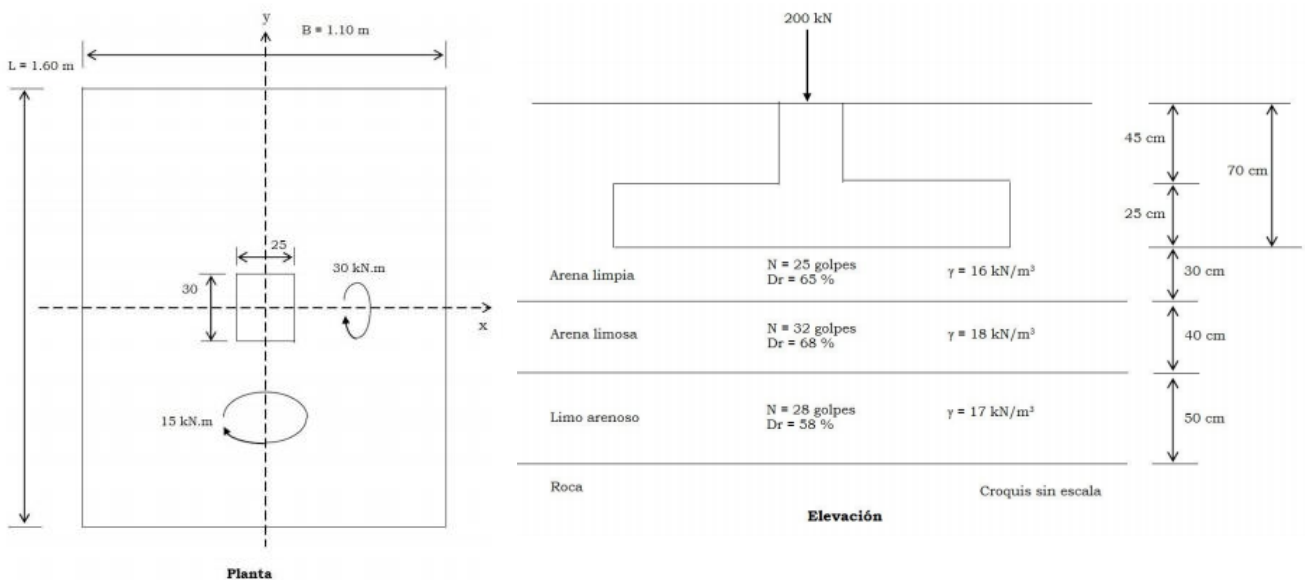 y
B = 1.10 m
L = 1.60 m
25
30 kN.m
30
x
15 kN.m
Planta
200 kN
45 cm
70 cm
25 cm
Arena limpia
N = 25 golpes
Dr = 65 %
γ = 16 kN/m³
30 cm
Arena limosa
N = 32 golpes
Dr = 68 %
γ = 18 kN/m³
40 cm
Limo arenoso
N = 28 golpes
Dr = 58 %
γ = 17 kN/m³
50 cm
Roca
Croquis sin escala
Elevación